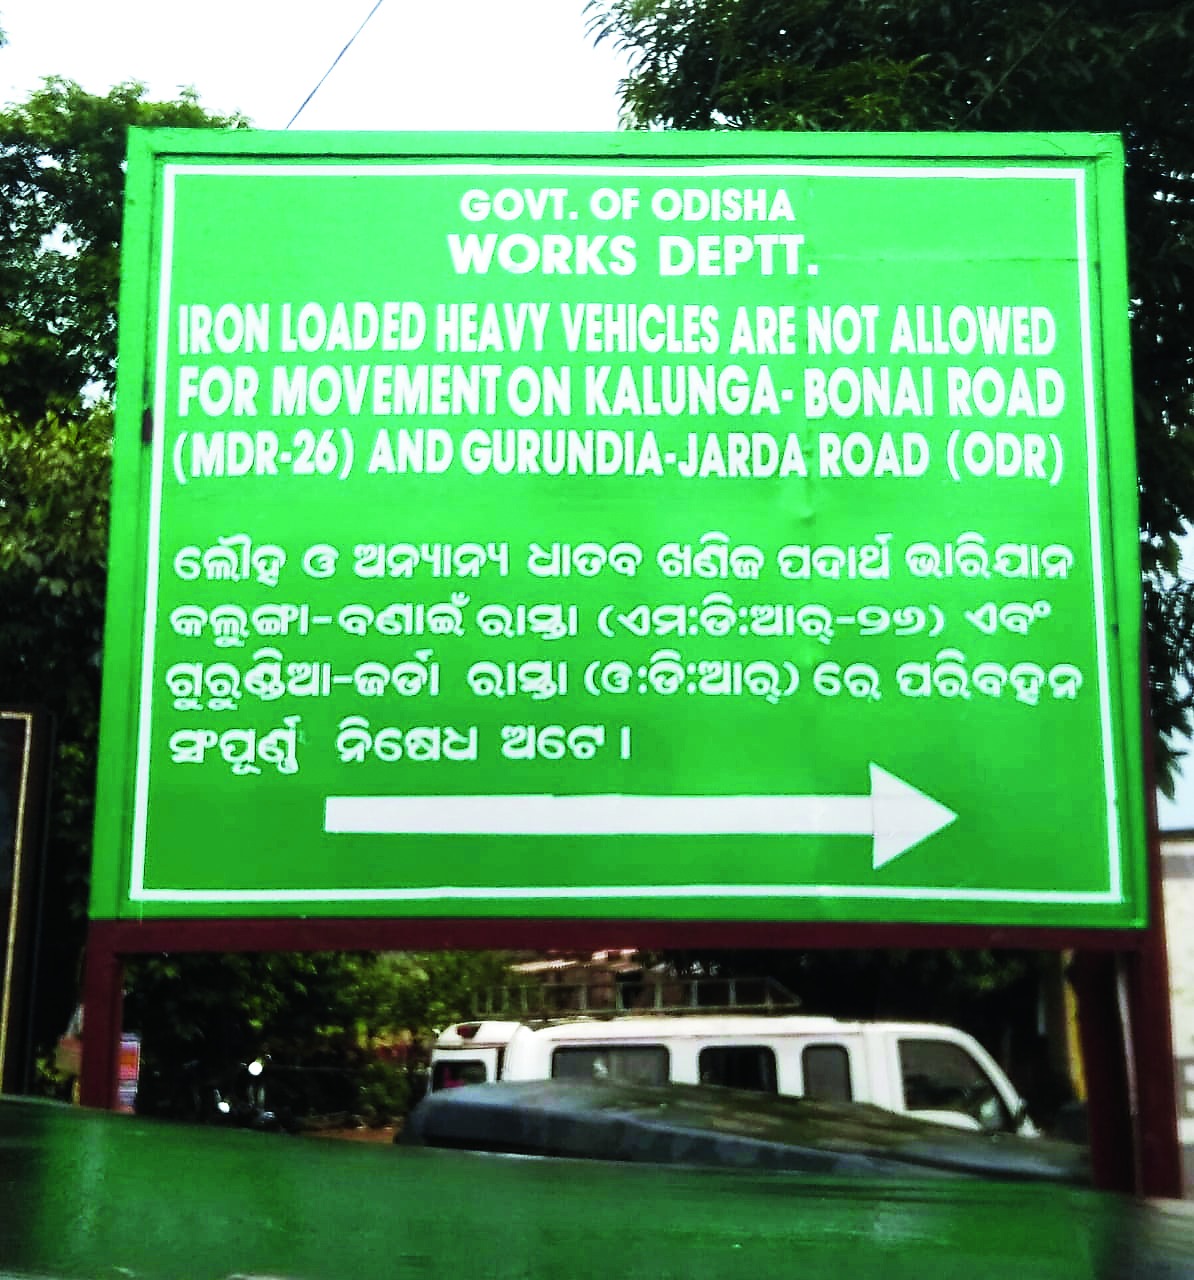 GOVT. OF ODISHA
WORKS DEPTT.
IRON LOADED HEAVY VEHICLES ARE NOT ALLOWED
FOR MOVEMENT ON KALUNGA- BONAI ROAD
(MDR-26) AND GURUNDIA-JARDA ROAD (ODR)
ଲୌହ ଓ ଅନ୍ୟାନ୍ୟ ଧାତବ ଖଣିଜ ପଦାର୍ଥ ଭାରିଯାନ
କଲୁଙ୍ଗା-ବଣାଇଁ ରାସ୍ତା (ଏମ:ଡି:ଆର୍-୨୬) ଏବଂ
ଗୁରୁଣ୍ଡିଆ-ଜର୍ଡା ରାସ୍ତା (ଓ:ଡି:ଆର୍) ରେ ପରିବହନ
ସଂପୂର୍ଣ୍ଣ ନିଷେଧ ଅଟେ ।